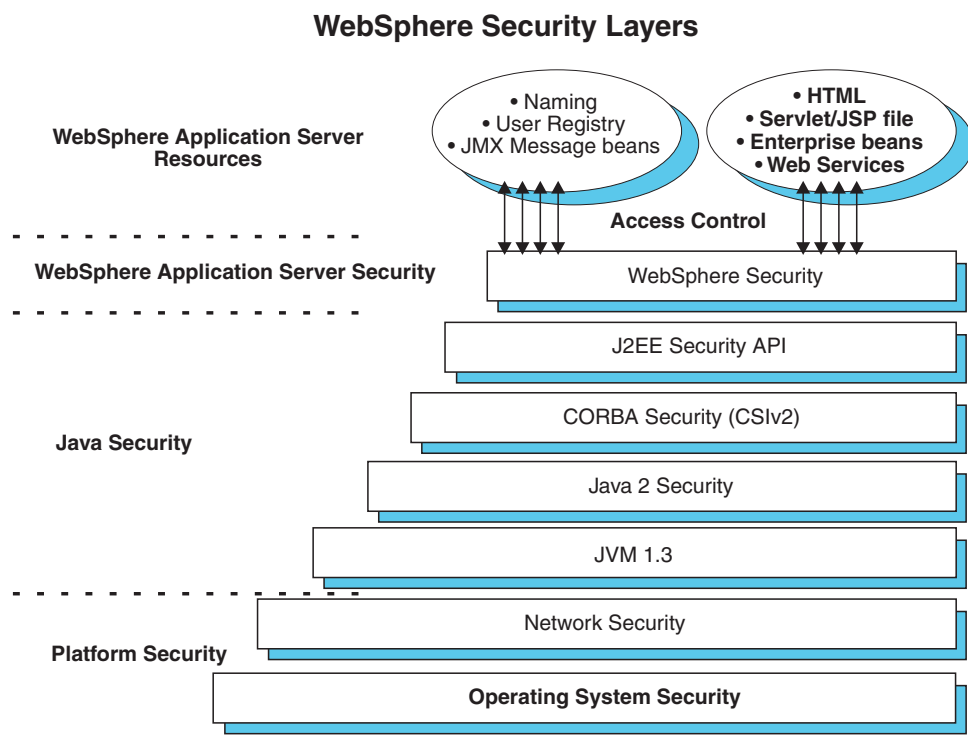 WebSphere Security Layers
WebSphere Application Server
Resources
• Naming
• User Registry
• JMX Message beans
• HTML
• Servlet/JSP file
• Enterprise beans
• Web Services
Access Control
WebSphere Application Server Security
WebSphere Security
J2EE Security API
CORBA Security (CSIv2)
Java Security
Java 2 Security
JVM 1.3
Network Security
Platform Security
Operating System Security